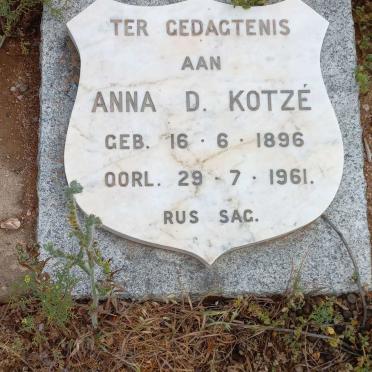 TER GEDAGTENIS
AAN
ANNA D. KOTZÉ
GEB. 16 · 6 · 1896
OORL. 29 · 7 · 1961.
RUS SAG.